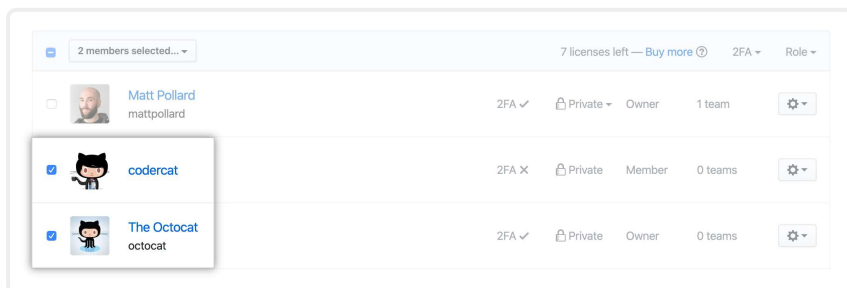 2 members selected... 7 licenses left — Buy more 2FA Role
Matt Pollard
mattpollard
2FA ✓ Private Owner 1 team
codercat
2FA ✕ Private Member 0 teams
The Octocat
octocat
2FA ✓ Private Owner 0 teams